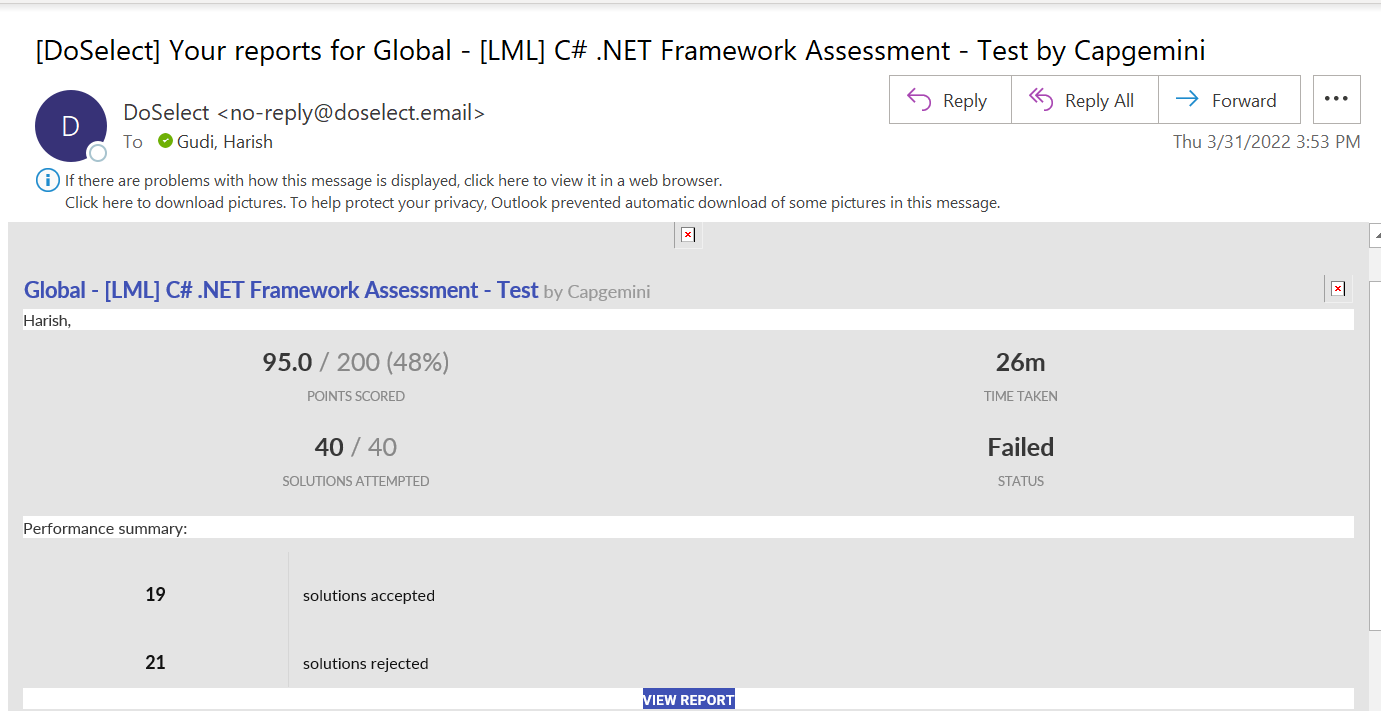 [DoSelect] Your reports for Global - [LML] C# .NET Framework Assessment - Test by Capgemini
Reply
Reply All
Forward
D
DoSelect <no-reply@doselect.email>
To Gudi, Harish
Thu 3/31/2022 3:53 PM
If there are problems with how this message is displayed, click here to view it in a web browser.
Click here to download pictures. To help protect your privacy, Outlook prevented automatic download of some pictures in this message.
Global - [LML] C# .NET Framework Assessment - Test by Capgemini
Harish,
95.0 / 200 (48%)
POINTS SCORED
26m
TIME TAKEN
40 / 40
SOLUTIONS ATTEMPTED
Failed
STATUS
Performance summary:
19 solutions accepted
21 solutions rejected
VIEW REPORT